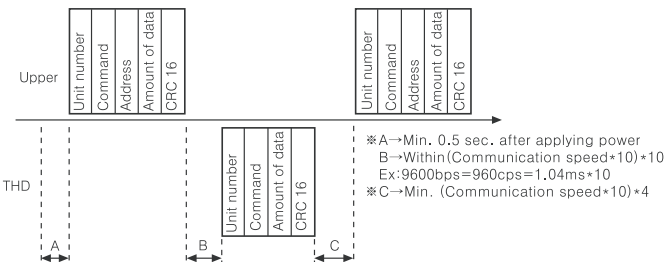 Upper
Unit number
Command
Address
Amount of data
CRC 16
Unit number
Command
Address
Amount of data
CRC 16
THD
Unit number
Command
Amount of data
CRC 16
A
B
C
※A→Min. 0.5 sec. after applying power
B→Within(Communication speed*10)*10
Ex:9600bps=960cps=1.04ms*10
※C→Min. (Communication speed*10)*4